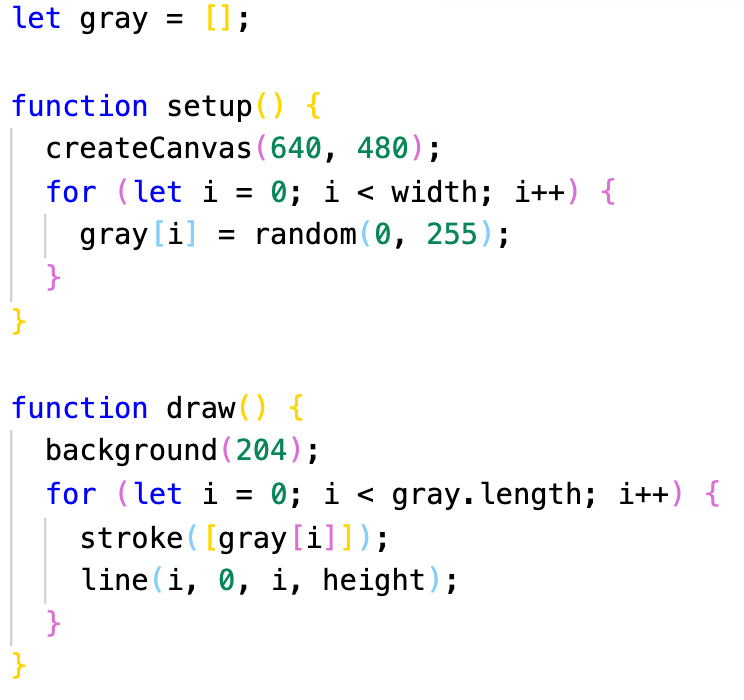 let gray = [];

function setup() {
  createCanvas(640, 480);
  for (let i = 0; i < width; i++) {
    gray[i] = random(0, 255);
  }
}

function draw() {
  background(204);
  for (let i = 0; i < gray.length; i++) {
    stroke([gray[i]]);
    line(i, 0, i, height);
  }
}